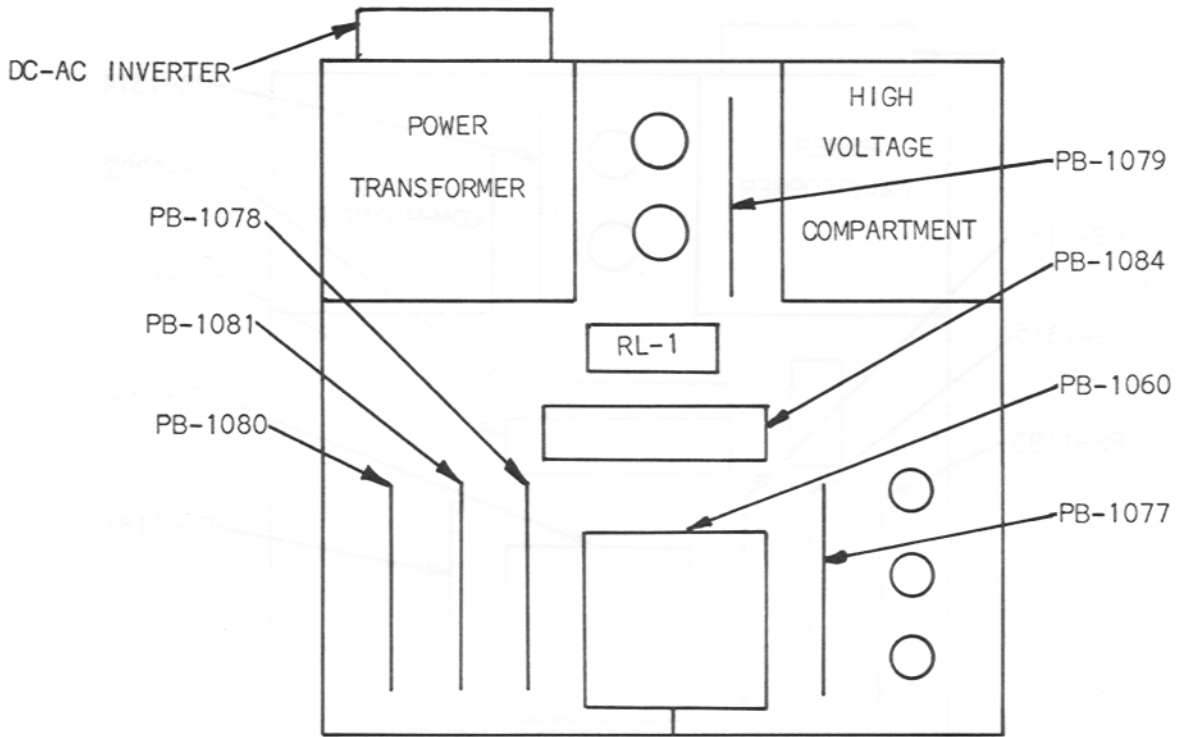 DC-AC INVERTER
POWER
TRANSFORMER
HIGH
VOLTAGE
COMPARTMENT
PB-1079
PB-1078
PB-1084
PB-1081
RL-1
PB-1060
PB-1080
PB-1077